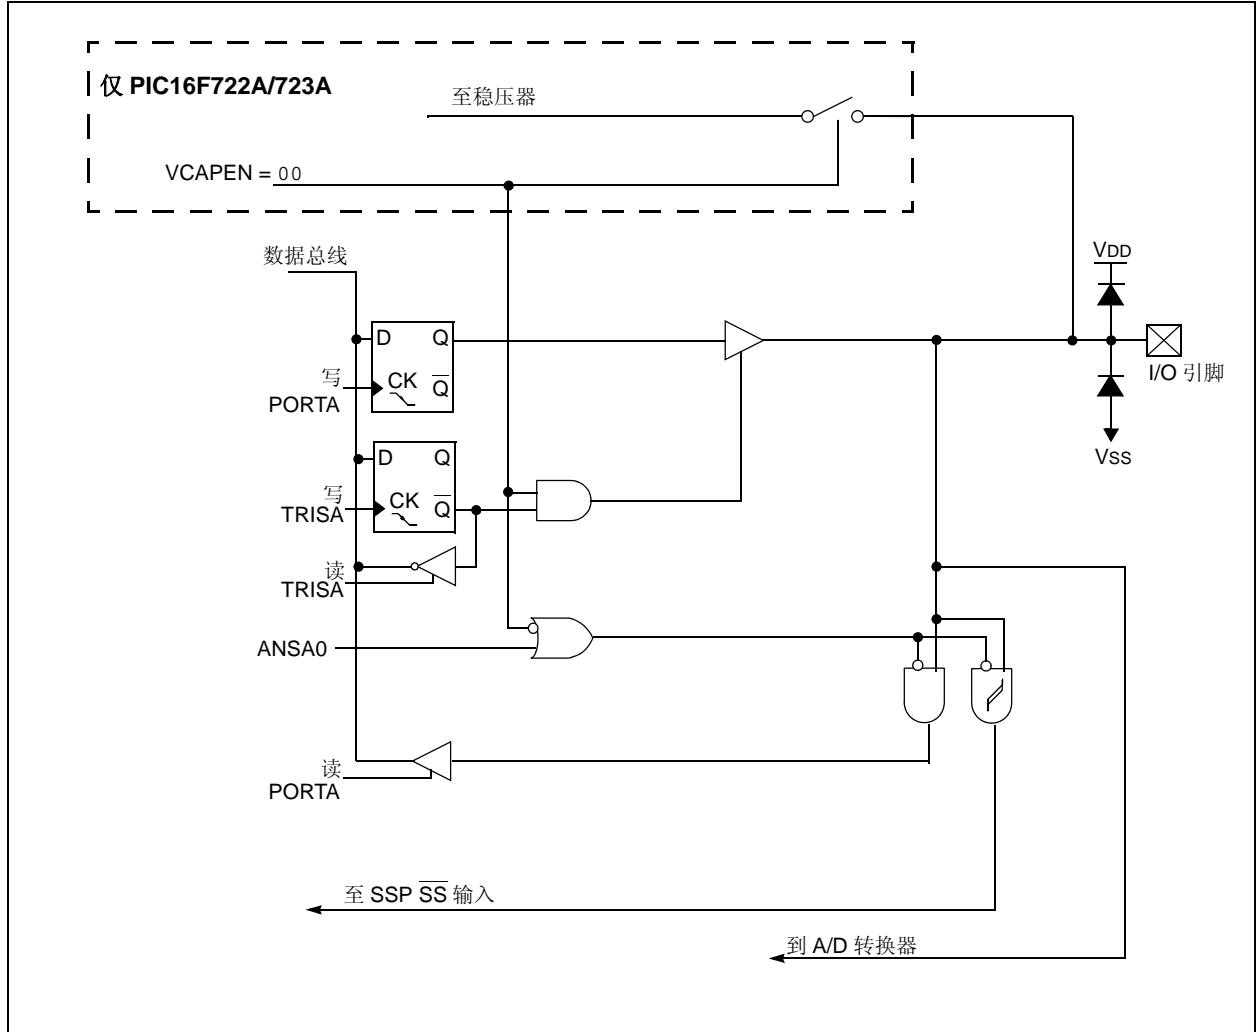 仅 PIC16F722A/723A
至稳压器
VCAPEN = 00
数据总线
VDD
D Q
写
PORTA
CK Q̅
I/O 引脚
VSS
D Q
写
TRISA
CK Q̅
读
TRISA
ANSA0
读
PORTA
至 SSP S̅S̅ 输入
到 A/D 转换器